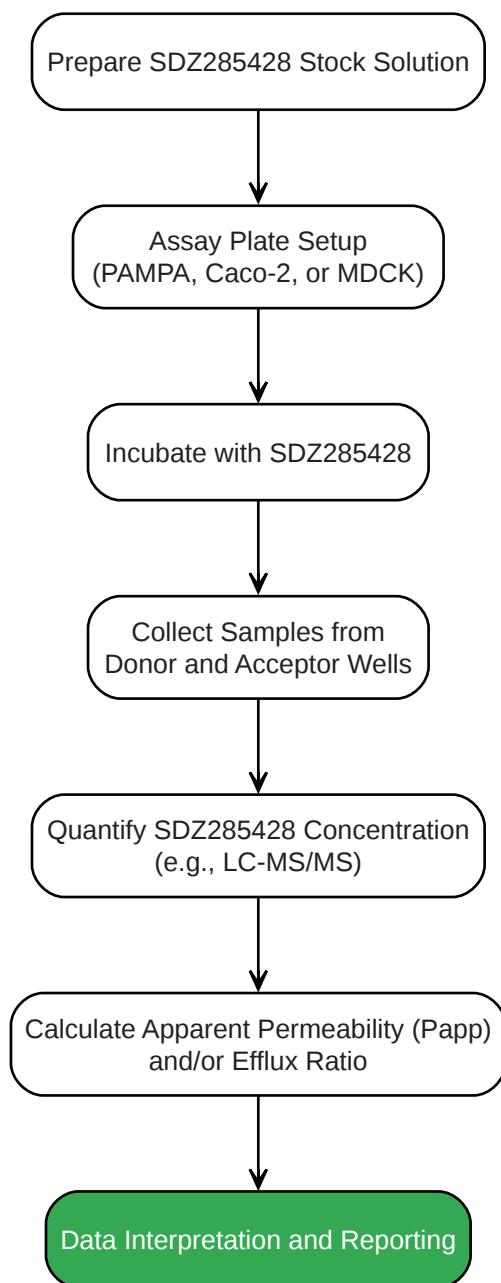 Prepare SDZ285428 Stock Solution
Assay Plate Setup
(PAMPA, Caco-2, or MDCK)
Incubate with SDZ285428
Collect Samples from
Donor and Acceptor Wells
Quantify SDZ285428 Concentration
(e.g., LC-MS/MS)
Calculate Apparent Permeability (Papp)
and/or Efflux Ratio
Data Interpretation and Reporting